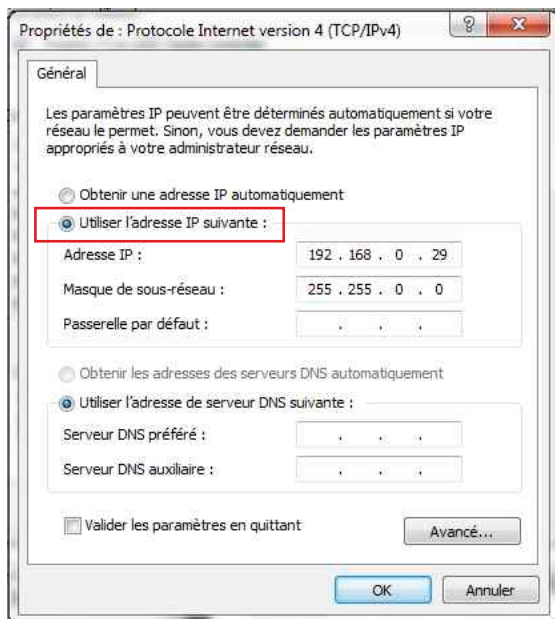 Propriétés de : Protocole Internet version 4 (TCP/IPv4)
Général
Les paramètres IP peuvent être déterminés automatiquement si votre
réseau le permet. Sinon, vous devez demander les paramètres IP
appropriés à votre administrateur réseau.
Obtenir une adresse IP automatiquement
Utiliser l'adresse IP suivante :
Adresse IP : 192 . 168 . 0 . 29
Masque de sous-réseau : 255 . 255 . 0 . 0
Passerelle par défaut : . . .
Obtenir les adresses des serveurs DNS automatiquement
Utiliser l'adresse de serveur DNS suivante :
Serveur DNS préféré : . . .
Serveur DNS auxiliaire : . . .
Valider les paramètres en quittant
Avancé...
OK Annuler